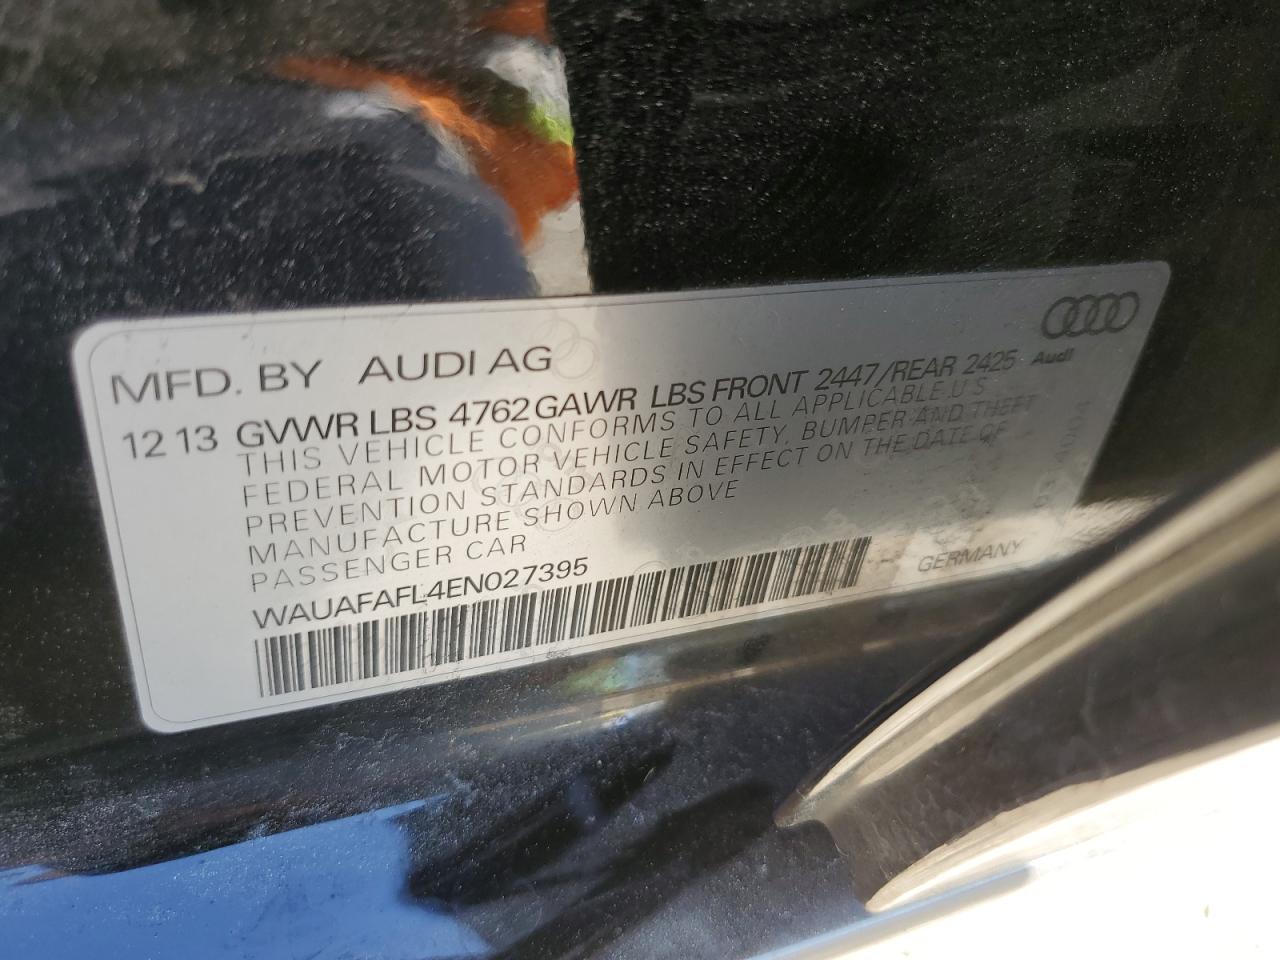 MFD. BY AUDI AG
Audi
12 13 GVWR LBS 4762 GAWR LBS FRONT 2447/REAR 2425
THIS VEHICLE CONFORMS TO ALL APPLICABLE U.S
FEDERAL MOTOR VEHICLE SAFETY, BUMPER AND THEFT
PREVENTION STANDARDS IN EFFECT ON THE DATE OF
MANUFACTURE SHOWN ABOVE
PASSENGER CAR
WAUAFAFL4EN027395
GERMANY